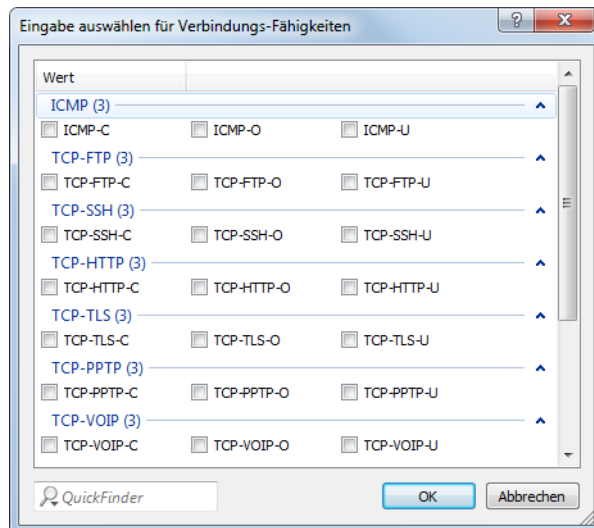 Eingabe auswählen für Verbindungs-Fähigkeiten
Wert
ICMP (3)
ICMP-C ICMP-O ICMP-U
TCP-FTP (3)
TCP-FTP-C TCP-FTP-O TCP-FTP-U
TCP-SSH (3)
TCP-SSH-C TCP-SSH-O TCP-SSH-U
TCP-HTTP (3)
TCP-HTTP-C TCP-HTTP-O TCP-HTTP-U
TCP-TLS (3)
TCP-TLS-C TCP-TLS-O TCP-TLS-U
TCP-PPTP (3)
TCP-PPTP-C TCP-PPTP-O TCP-PPTP-U
TCP-VOIP (3)
TCP-VOIP-C TCP-VOIP-O TCP-VOIP-U
QuickFinder OK Abbrechen